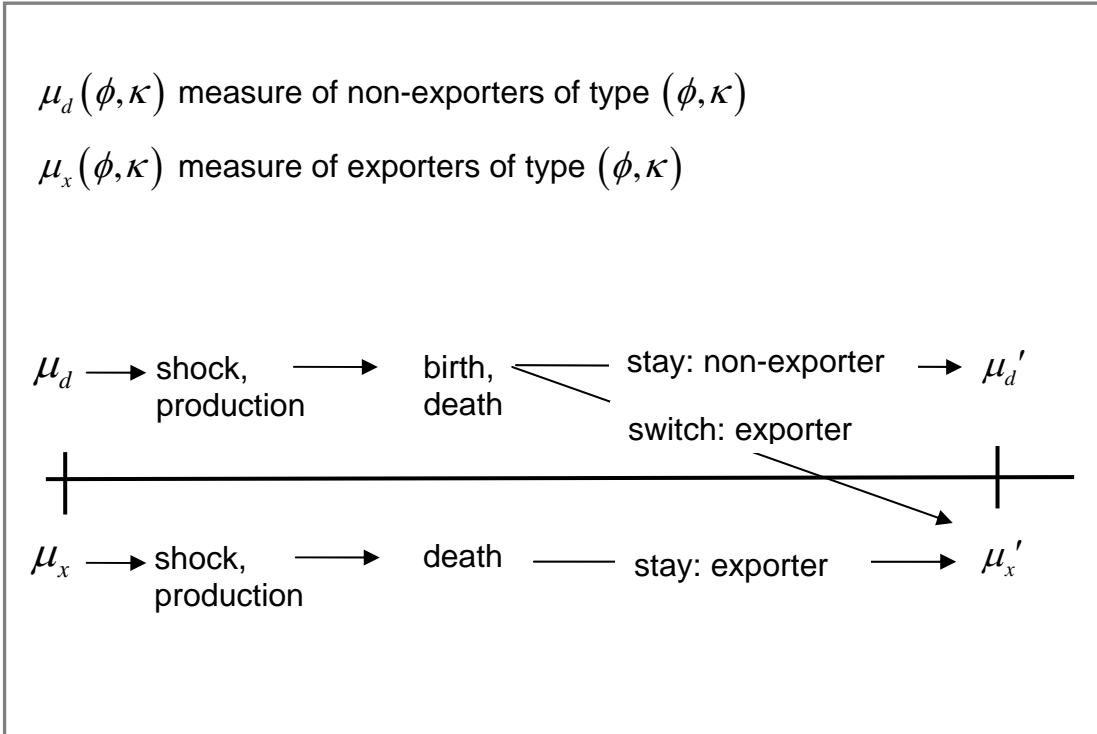 μ_d(ϕ,κ) measure of non-exporters of type (ϕ,κ)
μ_x(ϕ,κ) measure of exporters of type (ϕ,κ)
μ_d shock, birth, stay: non-exporter μ_d′
production death
switch: exporter
μ_x shock, death stay: exporter μ_x′
production